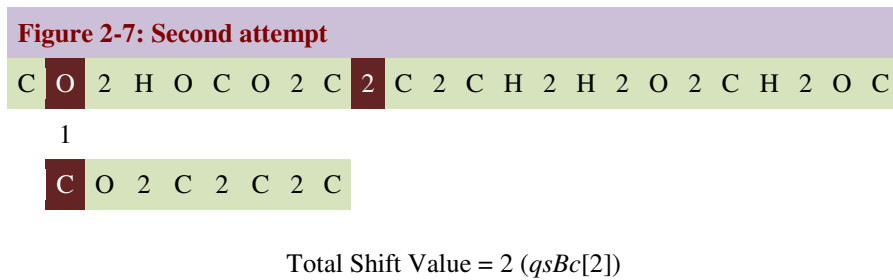 Figure 2-7: Second attempt
C O 2 H O C O 2 C 2 C 2 C H 2 H 2 O 2 C H 2 O C
1
C O 2 C 2 C 2 C
Total Shift Value = 2 (qsBc[2])